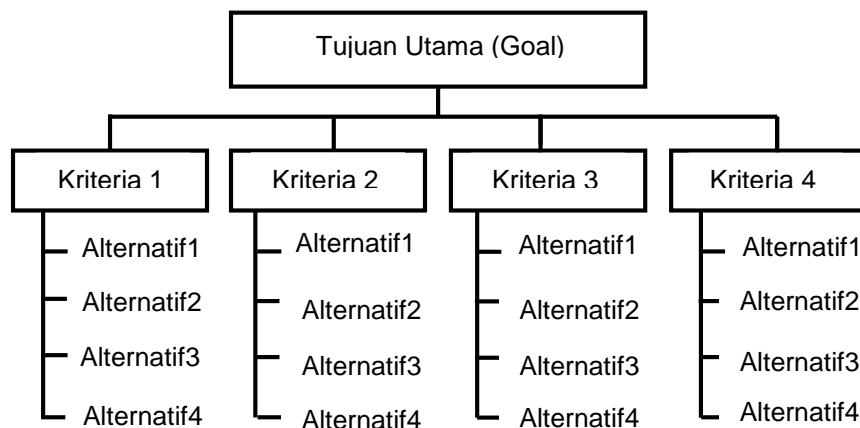 Tujuan Utama (Goal)
Kriteria 1
Kriteria 2
Kriteria 3
Kriteria 4
Alternatif1
Alternatif2
Alternatif3
Alternatif4
Alternatif1
Alternatif2
Alternatif3
Alternatif4
Alternatif1
Alternatif2
Alternatif3
Alternatif4
Alternatif1
Alternatif2
Alternatif3
Alternatif4